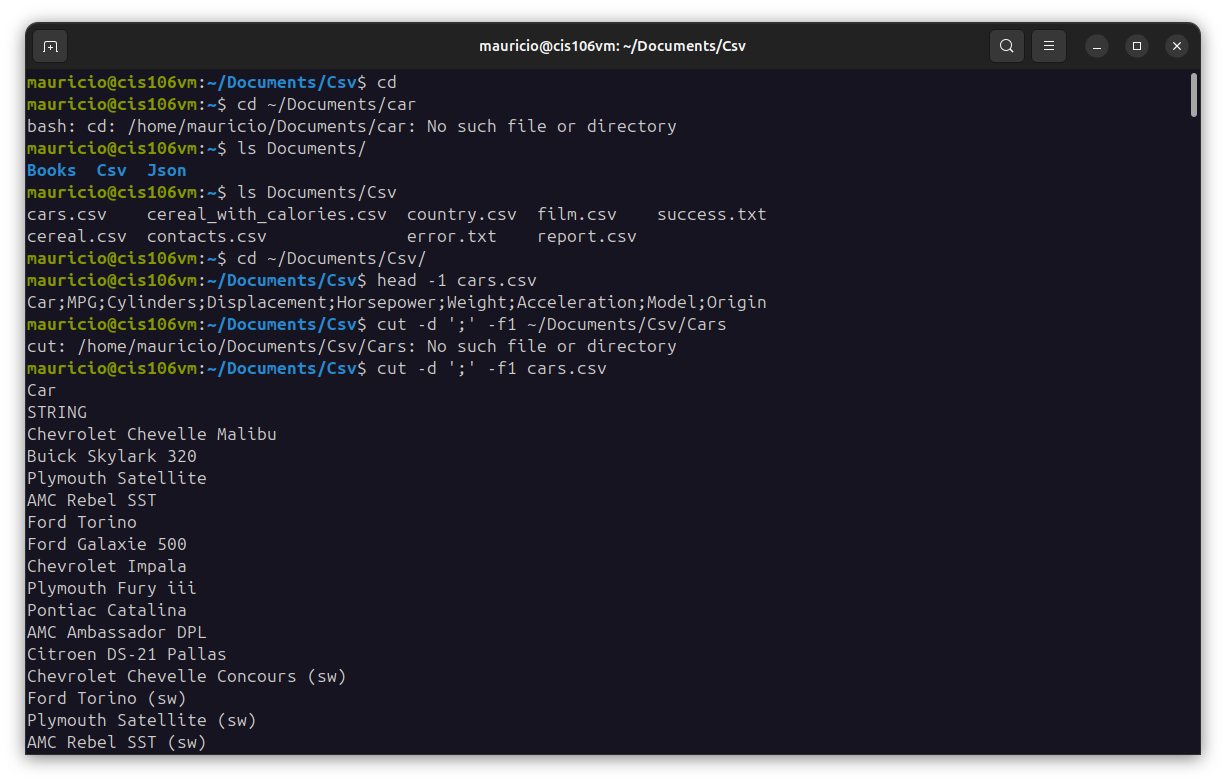 mauricio@cis106vm: ~/Documents/Csv
mauricio@cis106vm:~/Documents/Csv$ cd
mauricio@cis106vm:~$ cd ~/Documents/car
bash: cd: /home/mauricio/Documents/car: No such file or directory
mauricio@cis106vm:~$ ls Documents/
Books  Csv  Json
mauricio@cis106vm:~$ ls Documents/Csv
cars.csv    cereal_with_calories.csv  country.csv  film.csv    success.txt
cereal.csv  contacts.csv              error.txt    report.csv
mauricio@cis106vm:~$ cd ~/Documents/Csv/
mauricio@cis106vm:~/Documents/Csv$ head -1 cars.csv
Car;MPG;Cylinders;Displacement;Horsepower;Weight;Acceleration;Model;Origin
mauricio@cis106vm:~/Documents/Csv$ cut -d ';' -f1 ~/Documents/Csv/Cars
cut: /home/mauricio/Documents/Csv/Cars: No such file or directory
mauricio@cis106vm:~/Documents/Csv$ cut -d ';' -f1 cars.csv
Car
STRING
Chevrolet Chevelle Malibu
Buick Skylark 320
Plymouth Satellite
AMC Rebel SST
Ford Torino
Ford Galaxie 500
Chevrolet Impala
Plymouth Fury iii
Pontiac Catalina
AMC Ambassador DPL
Citroen DS-21 Pallas
Chevrolet Chevelle Concours (sw)
Ford Torino (sw)
Plymouth Satellite (sw)
AMC Rebel SST (sw)